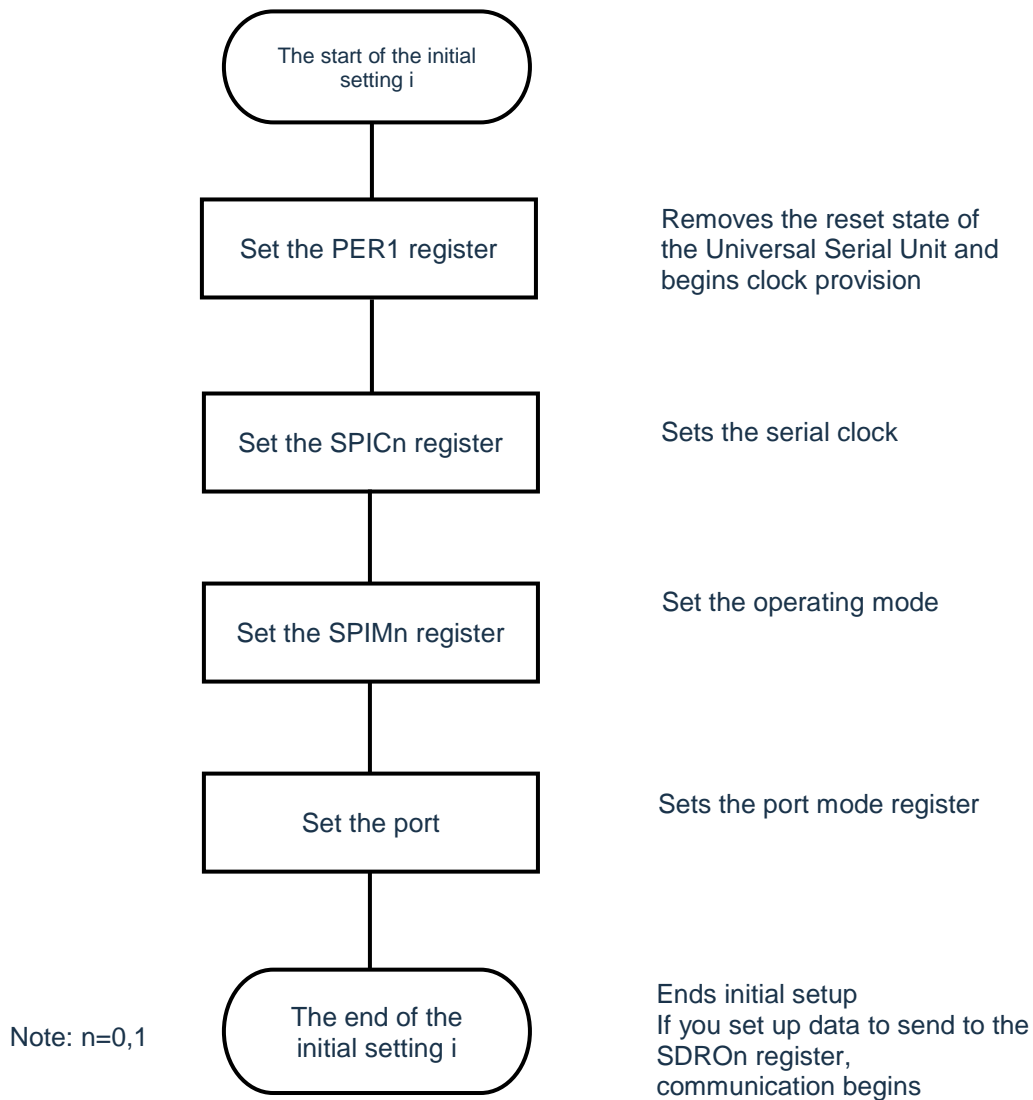 The start of the initial
setting i
Set the PER1 register
Removes the reset state of
the Universal Serial Unit and
begins clock provision
Set the SPICn register
Sets the serial clock
Set the SPIMn register
Set the operating mode
Set the port
Sets the port mode register
Note: n=0,1
The end of the
initial setting i
Ends initial setup
If you set up data to send to the
SDROn register,
communication begins